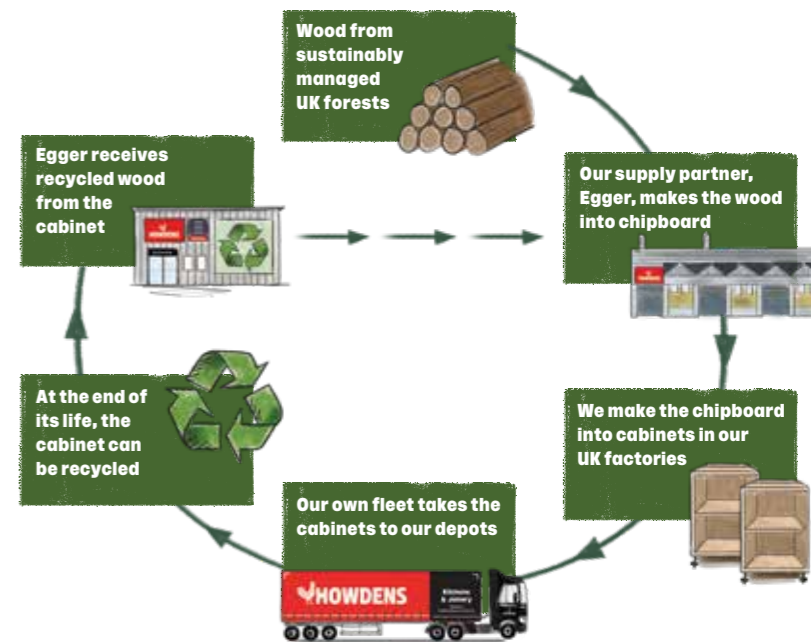 Wood from
sustainably
managed
UK forests
Our supply partner,
Egger, makes the wood
into chipboard
We make the chipboard
into cabinets in our
UK factories
Our own fleet takes the
cabinets to our depots
HOWDENS
At the end of
its life, the
cabinet can
be recycled
Egger receives
recycled wood
from the
cabinet
HOWDENS
HOWDENS